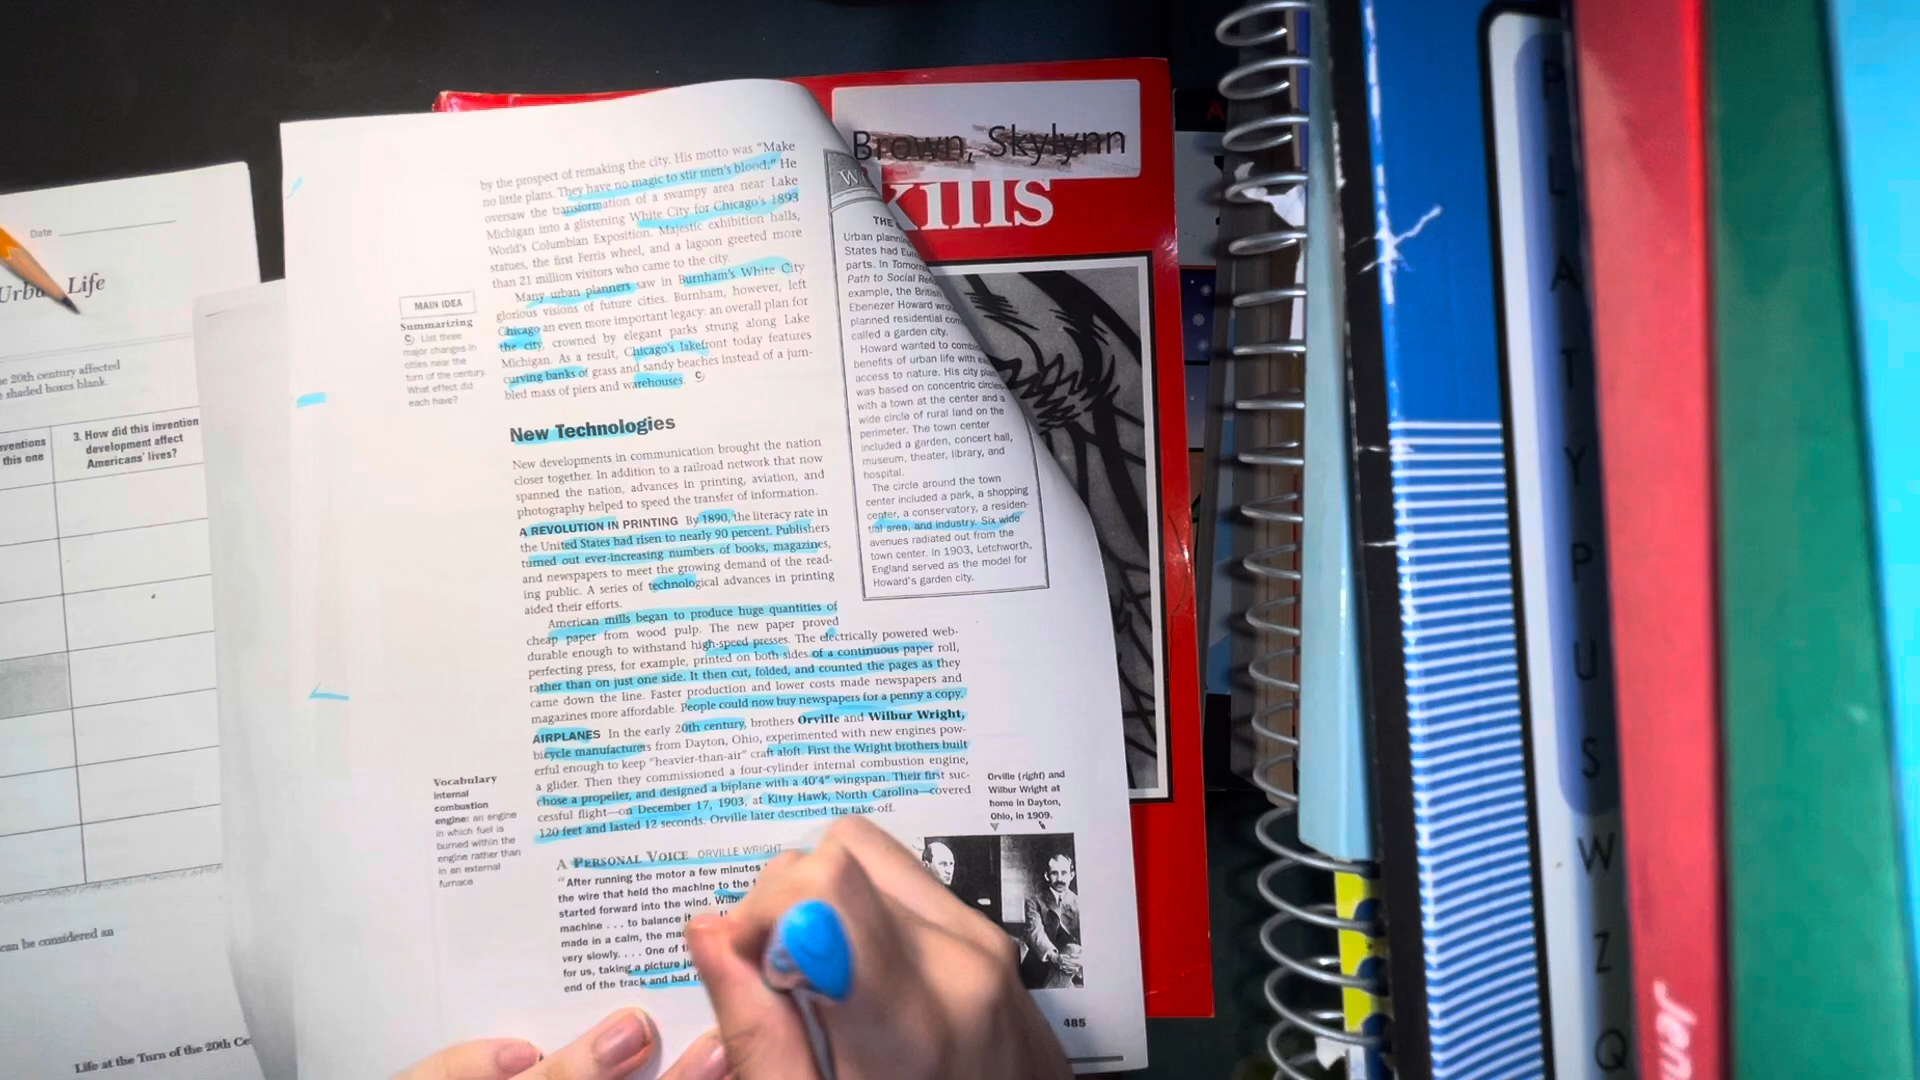 Date
Urban Life
e 20th century affected
shaded boxes blank.
ventions
this one
3. How did this invention
development affect
Americans' lives?
can be considered an
Life at the Turn of the 20th Ce
by the prospect of remaking the city. His motto was "Make
no little plans. They have no magic to stir men's blood." He
oversaw the transformation of a swampy area near Lake
Michigan into a glistening White City for Chicago's 1893
World's Columbian Exposition. Majestic exhibition halls,
statues, the first Ferris wheel, and a lagoon greeted more
than 21 million visitors who came to the city.
Many urban planners saw in Burnham's White City
glorious visions of future cities. Burnham, however, left
Chicago an even more important legacy: an overall plan for
the city, crowned by elegant parks strung along Lake
Michigan. As a result, Chicago's lakefront today features
curving banks of grass and sandy beaches instead of a jum-
bled mass of piers and warehouses. C
MAIN IDEA
Summarizing
C List three
major changes in
cities near the
turn of the century.
What effect did
each have?
New Technologies
New developments in communication brought the nation
closer together. In addition to a railroad network that now
spanned the nation, advances in printing, aviation, and
photography helped to speed the transfer of information.
A REVOLUTION IN PRINTING By 1890, the literacy rate in
the United States had risen to nearly 90 percent. Publishers
turned out ever-increasing numbers of books, magazines,
and newspapers to meet the growing demand of the read-
ing public. A series of technological advances in printing
aided their efforts.
American mills began to produce huge quantities of
cheap paper from wood pulp. The new paper proved
durable enough to withstand high-speed presses. The electrically powered web-
perfecting press, for example, printed on both sides of a continuous paper roll,
rather than on just one side. It then cut, folded, and counted the pages as they
came down the line. Faster production and lower costs made newspapers and
magazines more affordable. People could now buy newspapers for a penny a copy.
AIRPLANES In the early 20th century, brothers Orville and Wilbur Wright,
bicycle manufacturers from Dayton, Ohio, experimented with new engines pow-
erful enough to keep "heavier-than-air" craft aloft. First the Wright brothers built
a glider. Then they commissioned a four-cylinder internal combustion engine,
chose a propeller, and designed a biplane with a 40'4" wingspan. Their first suc-
cessful flight—on December 17, 1903, at Kitty Hawk, North Carolina—covered
120 feet and lasted 12 seconds. Orville later described the take-off.
Vocabulary
internal
combustion
engine: an engine
in which fuel is
burned within the
engine rather than
in an external
furnace
A PERSONAL VOICE ORVILLE WRIGHT
"After running the motor a few minutes
the wire that held the machine to the
started forward into the wind. Wilbu
machine . . . to balance it
made in a calm, the mac
very slowly. . . . One of
for us, taking a picture ju
end of the track and had
THE
Urban planni
States had Eu
parts. In Tomorr
Path to Social Re
example, the British
Ebenezer Howard wro
planned residential com
called a garden city.
Howard wanted to combi
benefits of urban life with
access to nature. His city plan
was based on concentric circles
with a town at the center and a
wide circle of rural land on the
perimeter. The town center
included a garden, concert hall,
museum, theater, library, and
hospital.
The circle around the town
center included a park, a shopping
center, a conservatory, a residen-
tial area, and industry. Six wide
avenues radiated out from the
town center. In 1903, Letchworth,
England served as the model for
Howard's garden city.
Orville (right) and
Wilbur Wright at
home in Dayton,
Ohio, in 1909.
485
Brown, Skylynn
kills
PLATYPUS
W
Z
Q
Jen